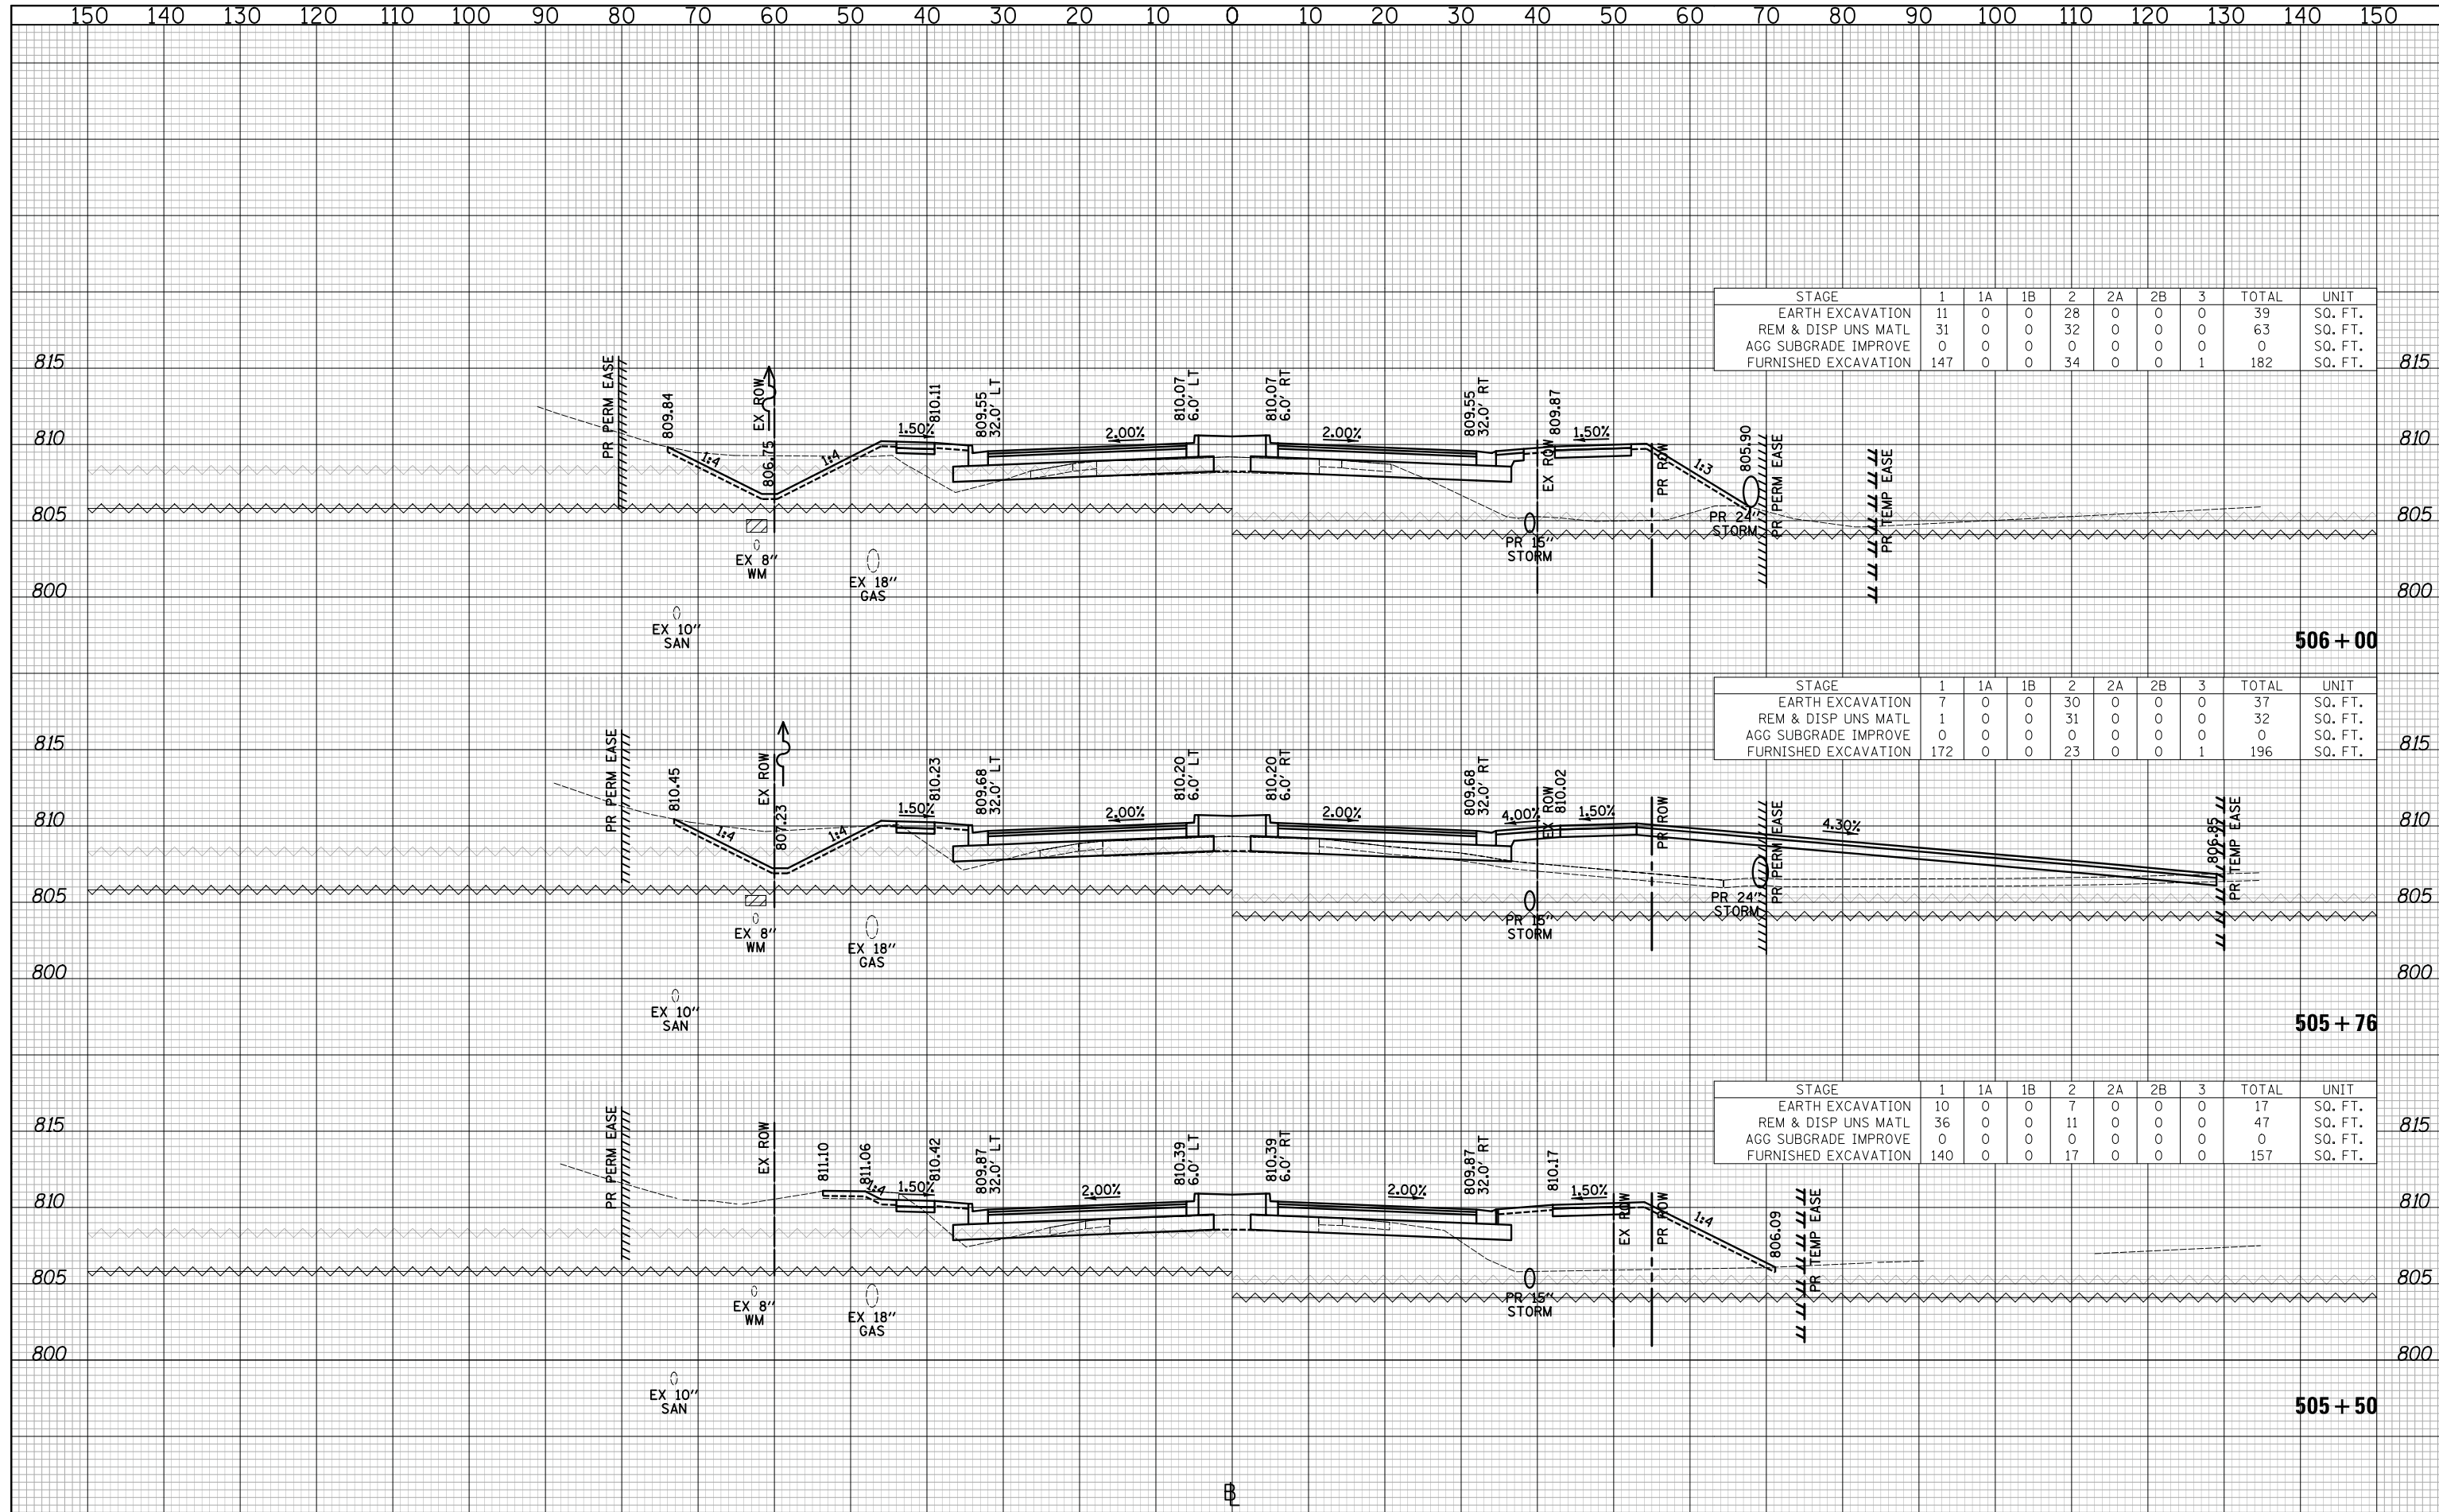 150 140 130 120 110 100 90 80 70 60 50 40 30 20 10 0 10 20 30 40 50 60 70 80 90 100 110 120 130 140 150
STAGE 1 1A 1B 2 2A 2B 3 TOTAL UNIT
EARTH EXCAVATION 11 0 0 28 0 0 0 39 SQ. FT.
REM & DISP UNS MATL 31 0 0 32 0 0 0 63 SQ. FT.
AGG SUBGRADE IMPROVE 0 0 0 0 0 0 0 0 SQ. FT.
FURNISHED EXCAVATION 147 0 0 34 0 0 1 182 SQ. FT.
815 815
810 810
805 805
800 800
PR PERM EASE
809.84
1:4
EX ROW
806.75
1:4
1.50%
810.11
809.55
32.0' LT
2.00%
810.07
6.0' LT
810.07
6.0' RT
2.00%
809.55
32.0' RT
EX ROW
809.87
1.50%
PR ROW
1:3
805.90
PR PERM EASE
PR TEMP EASE
EX 8"
WM
EX 18"
GAS
EX 10"
SAN
PR 15"
STORM
PR 24"
STORM
506+00
STAGE 1 1A 1B 2 2A 2B 3 TOTAL UNIT
EARTH EXCAVATION 7 0 0 30 0 0 0 37 SQ. FT.
REM & DISP UNS MATL 1 0 0 31 0 0 0 32 SQ. FT.
AGG SUBGRADE IMPROVE 0 0 0 0 0 0 0 0 SQ. FT.
FURNISHED EXCAVATION 172 0 0 23 0 0 1 196 SQ. FT.
815 815
810 810
805 805
800 800
PR PERM EASE
810.45
1:4
EX ROW
807.23
1:4
1.50%
810.23
809.68
32.0' LT
2.00%
810.20
6.0' LT
810.20
6.0' RT
2.00%
809.68
32.0' RT
4.00%
EX ROW
810.02
1.50%
PR ROW
PR PERM EASE
4.30%
806.85
PR TEMP EASE
EX 8"
WM
EX 18"
GAS
EX 10"
SAN
PR 15"
STORM
PR 24"
STORM
505+76
STAGE 1 1A 1B 2 2A 2B 3 TOTAL UNIT
EARTH EXCAVATION 10 0 0 7 0 0 0 17 SQ. FT.
REM & DISP UNS MATL 36 0 0 11 0 0 0 47 SQ. FT.
AGG SUBGRADE IMPROVE 0 0 0 0 0 0 0 0 SQ. FT.
FURNISHED EXCAVATION 140 0 0 17 0 0 0 157 SQ. FT.
815 815
810 810
805 805
800 800
PR PERM EASE
EX ROW
811.10
811.06
1:4
1.50%
810.42
809.87
32.0' LT
2.00%
810.39
6.0' LT
810.39
6.0' RT
2.00%
809.87
32.0' RT
810.17
1.50%
EX ROW
PR ROW
1:4
806.09
PR TEMP EASE
EX 8"
WM
EX 18"
GAS
EX 10"
SAN
PR 15"
STORM
505+50
BL